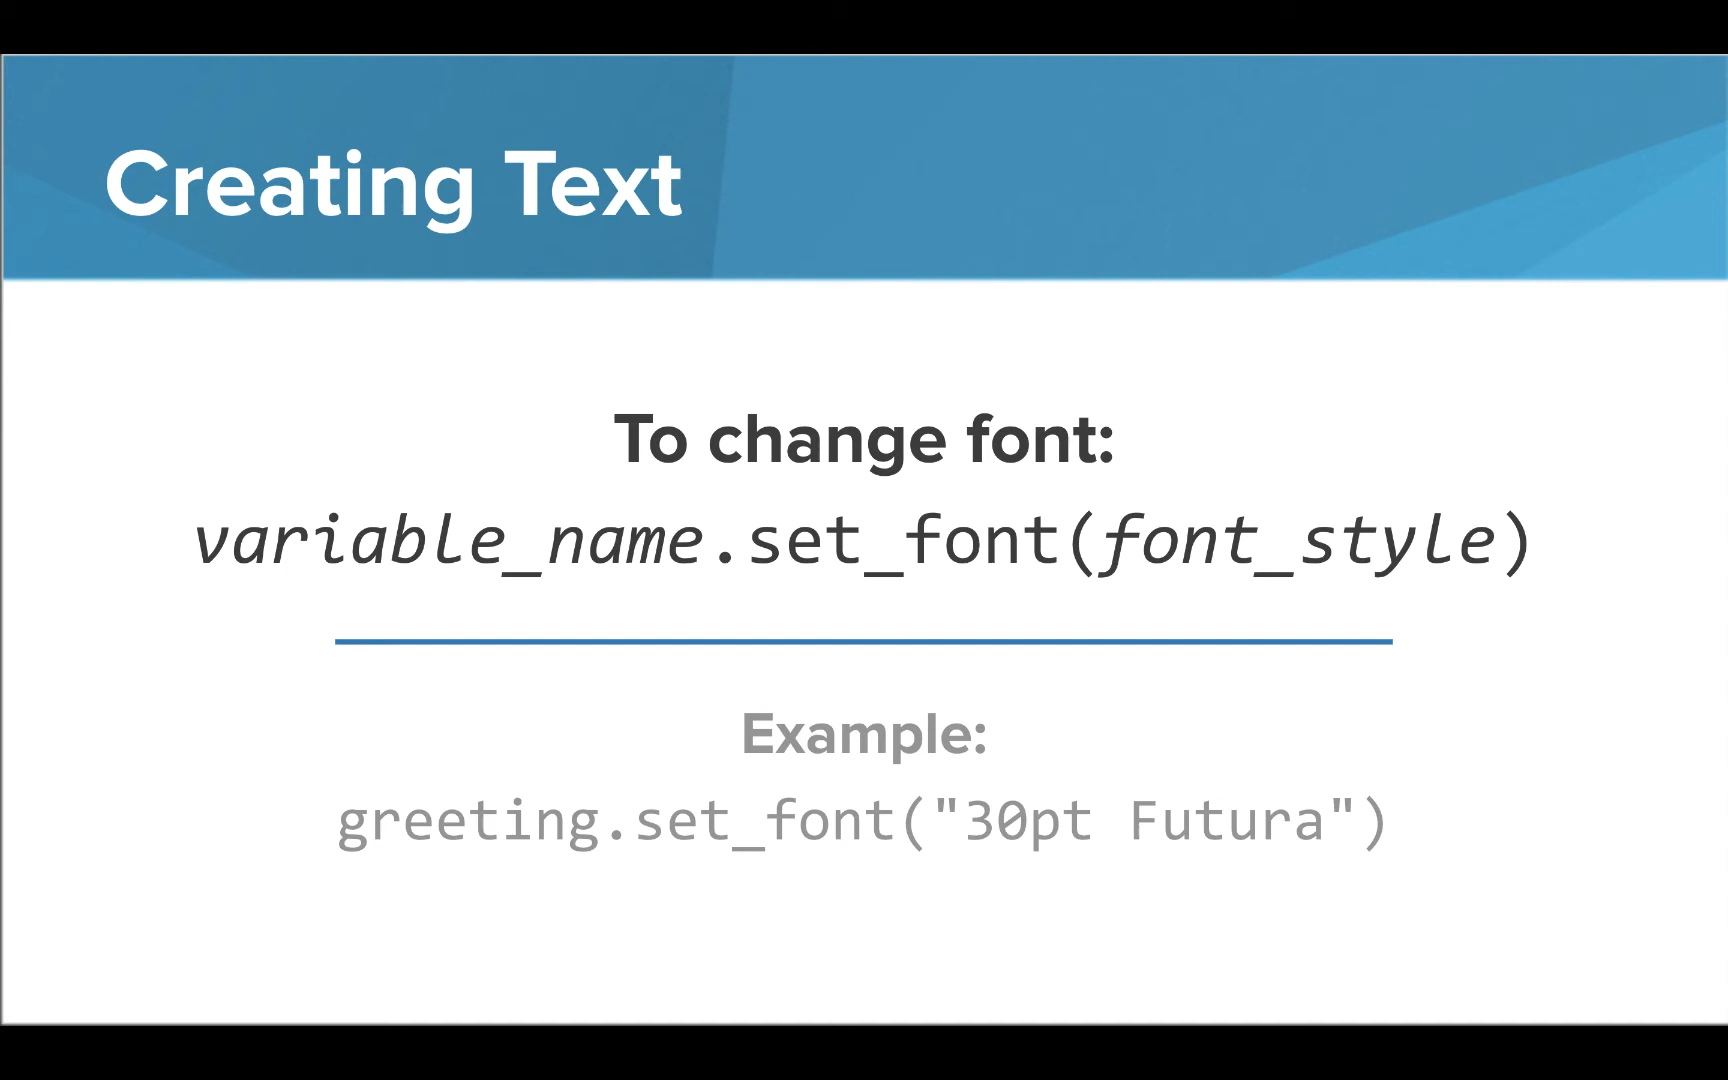 Creating Text
To change font:
variable_name.set_font(font_style)
Example:
greeting.set_font("30pt Futura")